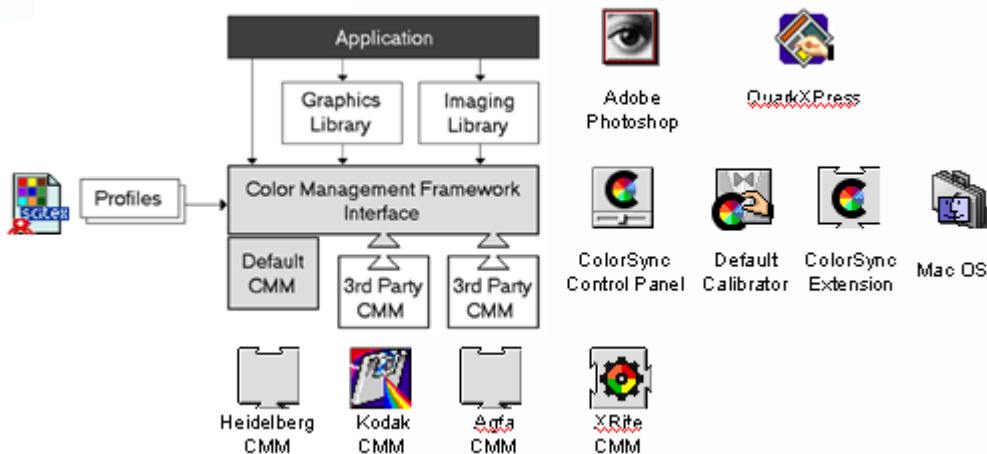 Application
Graphics
Library
Imaging
Library
Adobe
Photoshop
QuarkXPress
scitex
Profiles
Color Management Framework
Interface
Default
CMM
3rd Party
CMM
3rd Party
CMM
ColorSync
Control Panel
Default
Calibrator
ColorSync
Extension
Mac OS
Heidelberg
CMM
Kodak
CMM
Agfa
CMM
XRite
CMM